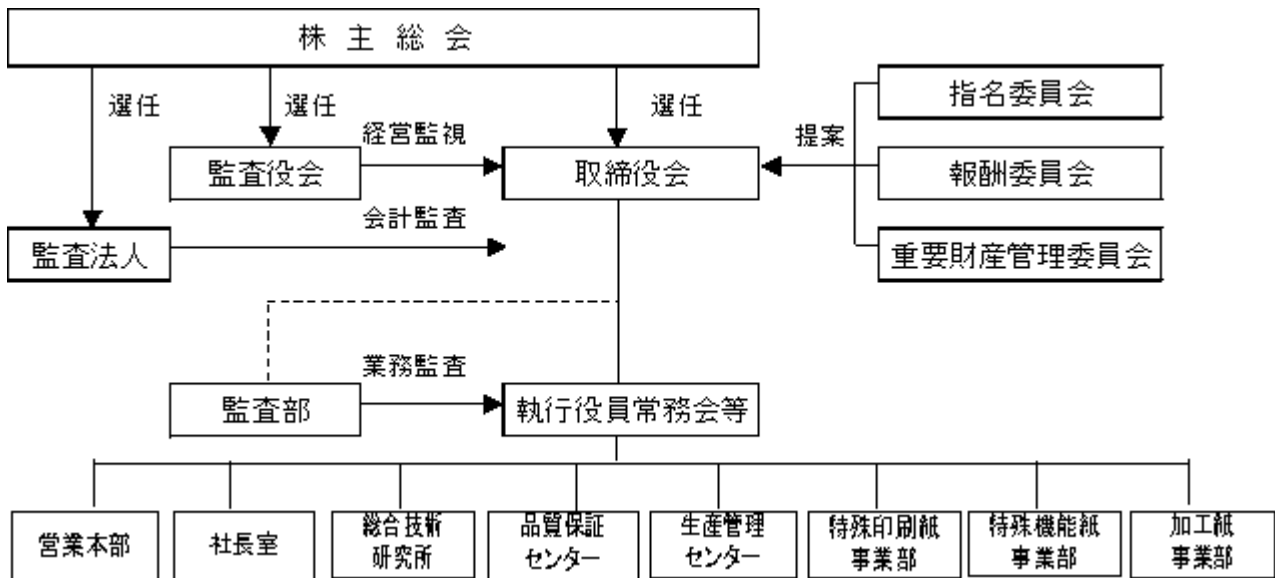 株主総会
選任
選任
選任
指名委員会
経営監視
提案
監査役会
取締役会
報酬委員会
会計監査
監査法人
重要財産管理委員会
業務監査
監査部
執行役員常務会等
営業本部
社長室
総合技術
研究所
品質保証
センター
生産管理
センター
特殊印刷紙
事業部
特殊機能紙
事業部
加工紙
事業部